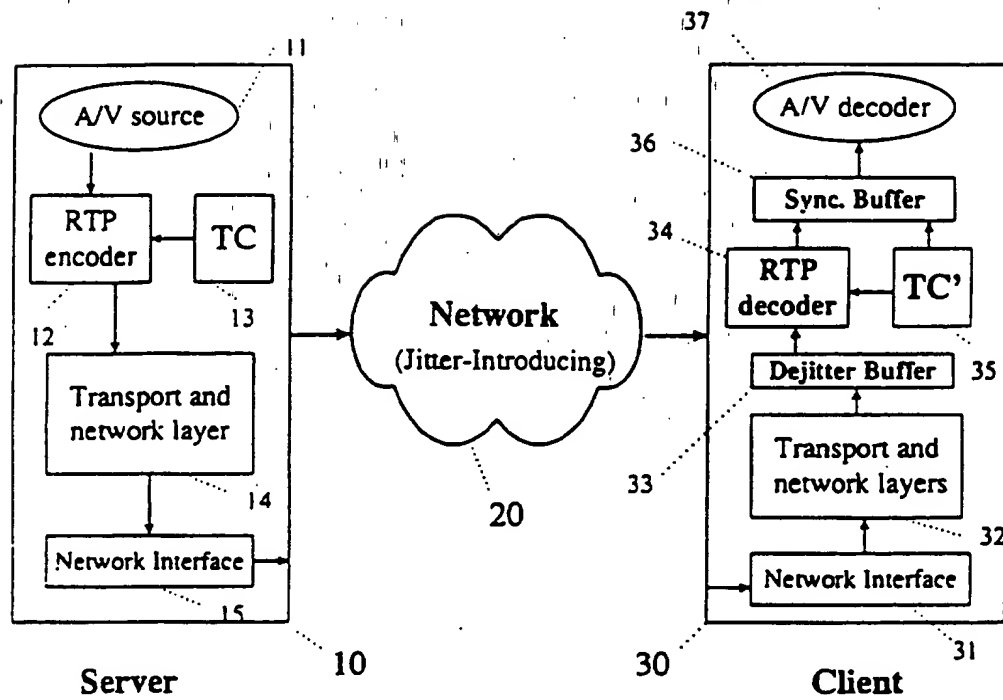 11
A/V source
RTP
encoder
TC
12
13
Transport and
network layer
14
Network Interface
15
10
Server
Network
(Jitter-Introducing)
20
37
A/V decoder
36
Sync. Buffer
34
RTP
decoder
TC'
35
Dejitter Buffer
33
Transport and
network layers
32
Network Interface
31
30
Client